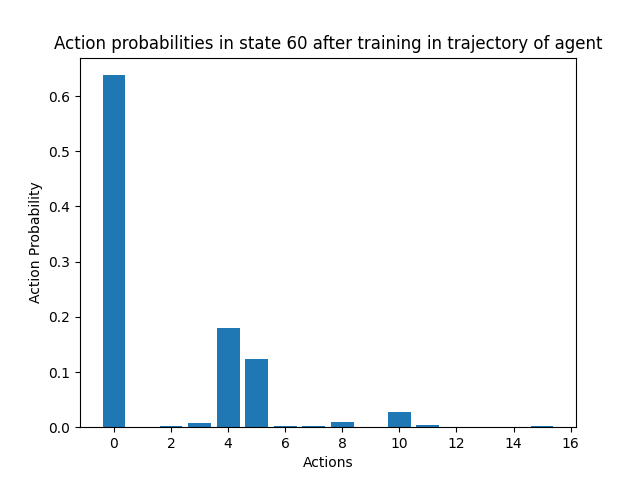 Action probabilities in state 60 after training in trajectory of agent
0.6
0.5
0.4
0.3
0.2
0.1
0.0
Action Probability
0 2 4 6 8 10 12 14 16
Actions